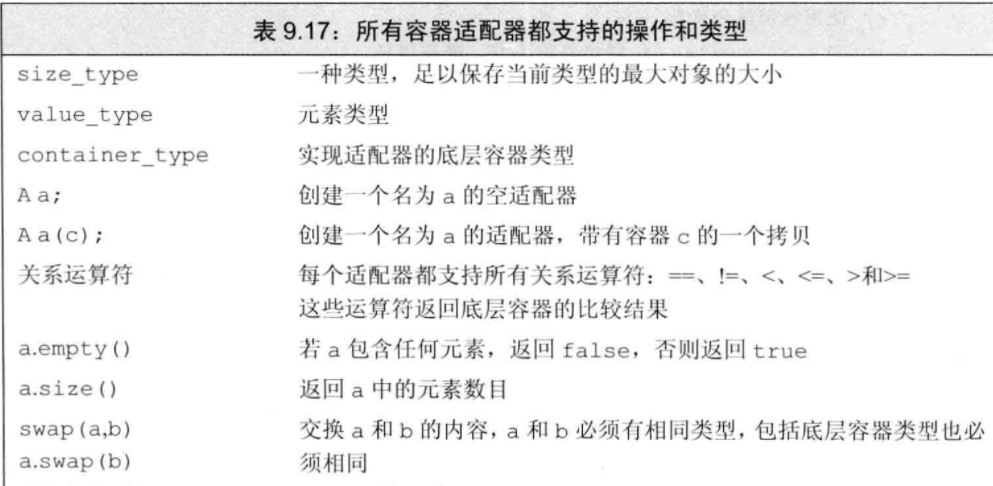 表 9.17：所有容器适配器都支持的操作和类型
size_type 一种类型，足以保存当前类型的最大对象的大小
value_type 元素类型
container_type 实现适配器的底层容器类型
A a; 创建一个名为 a 的空适配器
A a(c); 创建一个名为 a 的适配器，带有容器 c 的一个拷贝
关系运算符 每个适配器都支持所有关系运算符：==、!=、<、<=、>和>=
这些运算符返回底层容器的比较结果
a.empty() 若 a 包含任何元素，返回 false，否则返回 true
a.size() 返回 a 中的元素数目
swap(a,b) 交换 a 和 b 的内容，a 和 b 必须有相同类型，包括底层容器类型也必
a.swap(b) 须相同